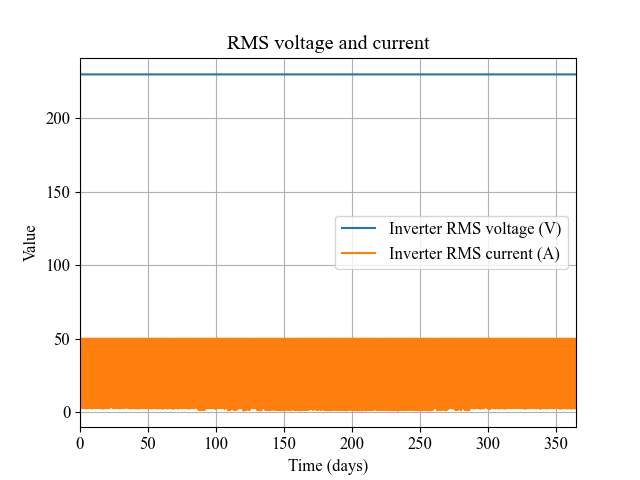 RMS voltage and current
Value
200
150
100
50
0
Inverter RMS voltage (V)
Inverter RMS current (A)
0 50 100 150 200 250 300 350
Time (days)